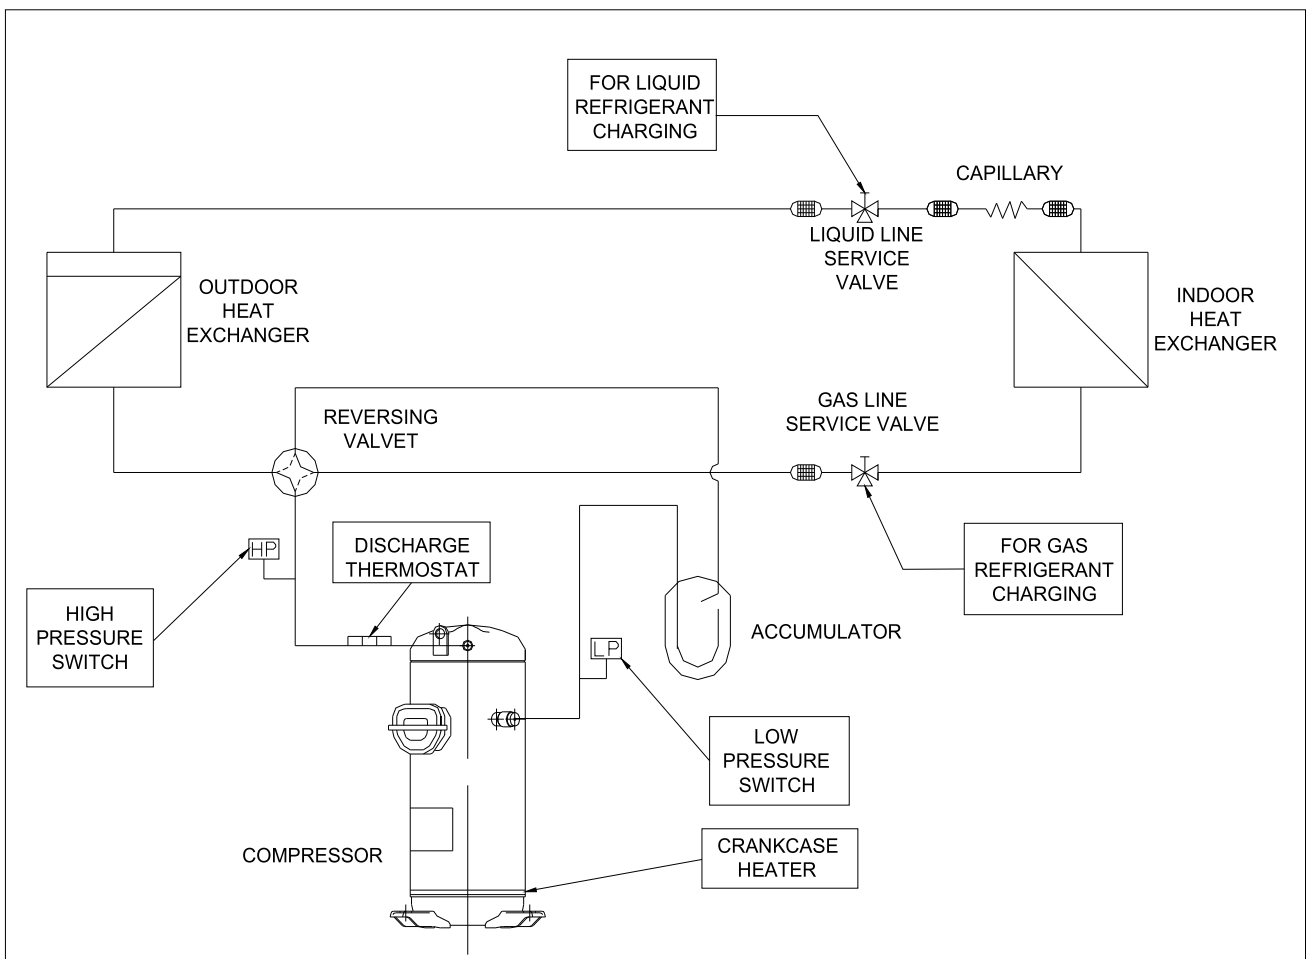 FOR LIQUID
REFRIGERANT
CHARGING
CAPILLARY
LIQUID LINE
SERVICE
VALVE
OUTDOOR
HEAT
EXCHANGER
INDOOR
HEAT
EXCHANGER
REVERSING
VALVET
GAS LINE
SERVICE VALVE
HP
DISCHARGE
THERMOSTAT
FOR GAS
REFRIGERANT
CHARGING
HIGH
PRESSURE
SWITCH
LP
ACCUMULATOR
LOW
PRESSURE
SWITCH
COMPRESSOR
CRANKCASE
HEATER